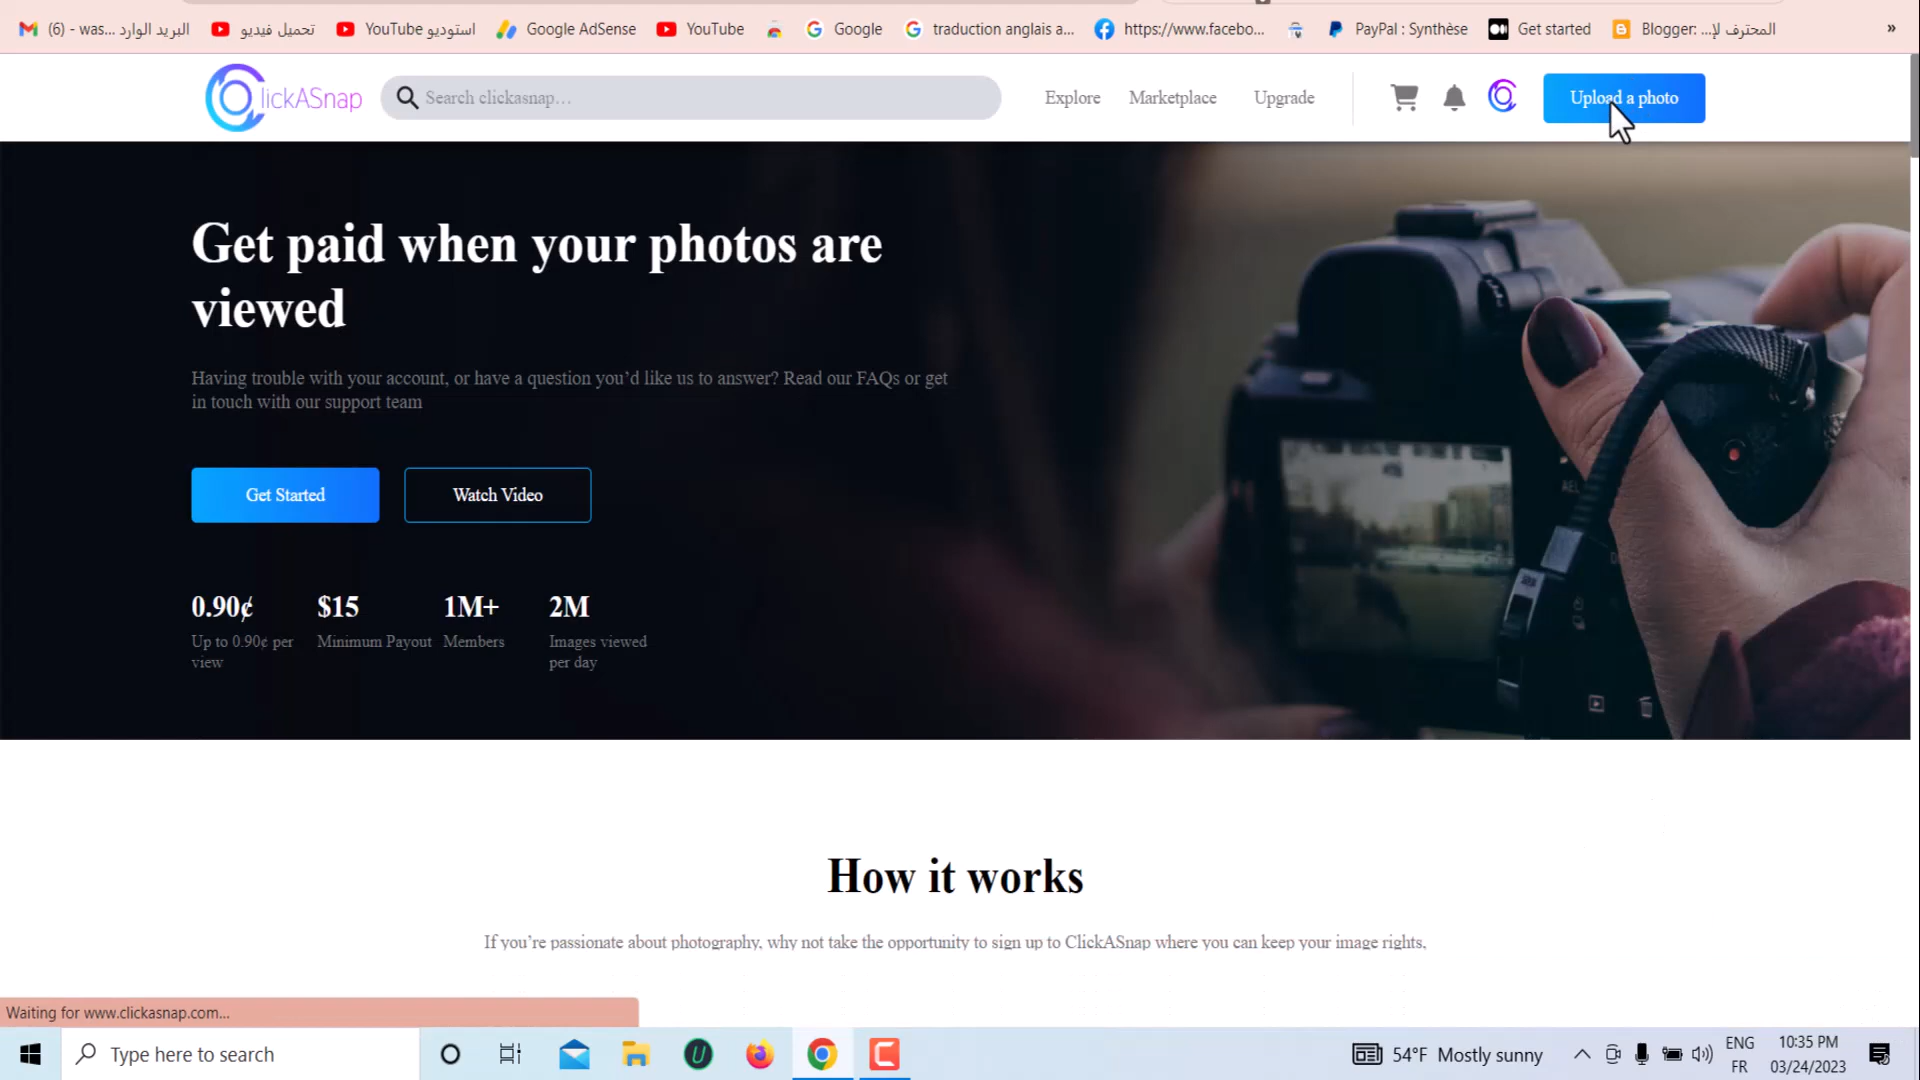 البريد الوارد (6) - was...
تحميل فيديو
استوديو YouTube
Google AdSense
YouTube
Google
traduction anglais a...
https://www.facebo...
PayPal : Synthèse
Get started
Blogger: ...المحترف لإ
»
lickASnap
Search clickasnap...
Explore
Marketplace
Upgrade
Upload a photo
Get paid when your photos are
viewed
Having trouble with your account, or have a question you'd like us to answer? Read our FAQs or get
in touch with our support team
Get Started
Watch Video
0.90¢ $15 1M+ 2M
Up to 0.90¢ per Minimum Payout Members Images viewed
view per day
How it works
If you're passionate about photography, why not take the opportunity to sign up to ClickASnap where you can keep your image rights,
Waiting for www.clickasnap.com...
Type here to search
54°F Mostly sunny
ENG
FR
10:35 PM
03/24/2023